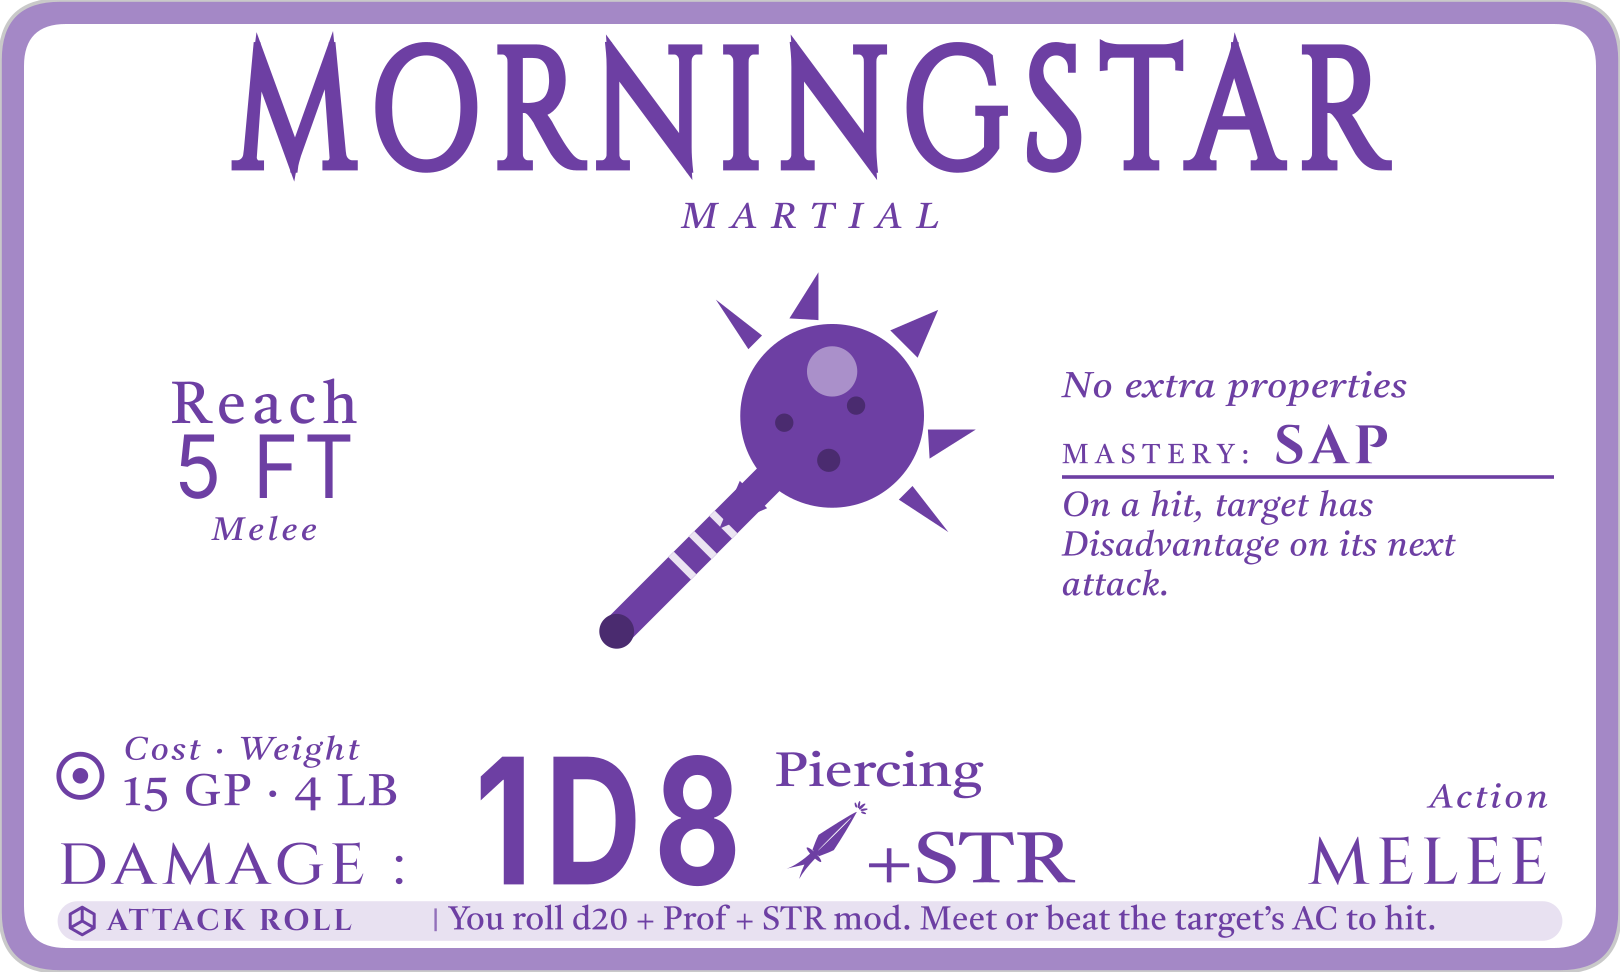 MORNINGSTAR
MARTIAL
Reach
5 FT
Melee
No extra properties
MASTERY: SAP
On a hit, target has
Disadvantage on its next
attack.
Cost · Weight
15 GP · 4 LB
DAMAGE :
1D8
Piercing
+STR
Action
MELEE
ATTACK ROLL | You roll d20 + Prof + STR mod. Meet or beat the target’s AC to hit.